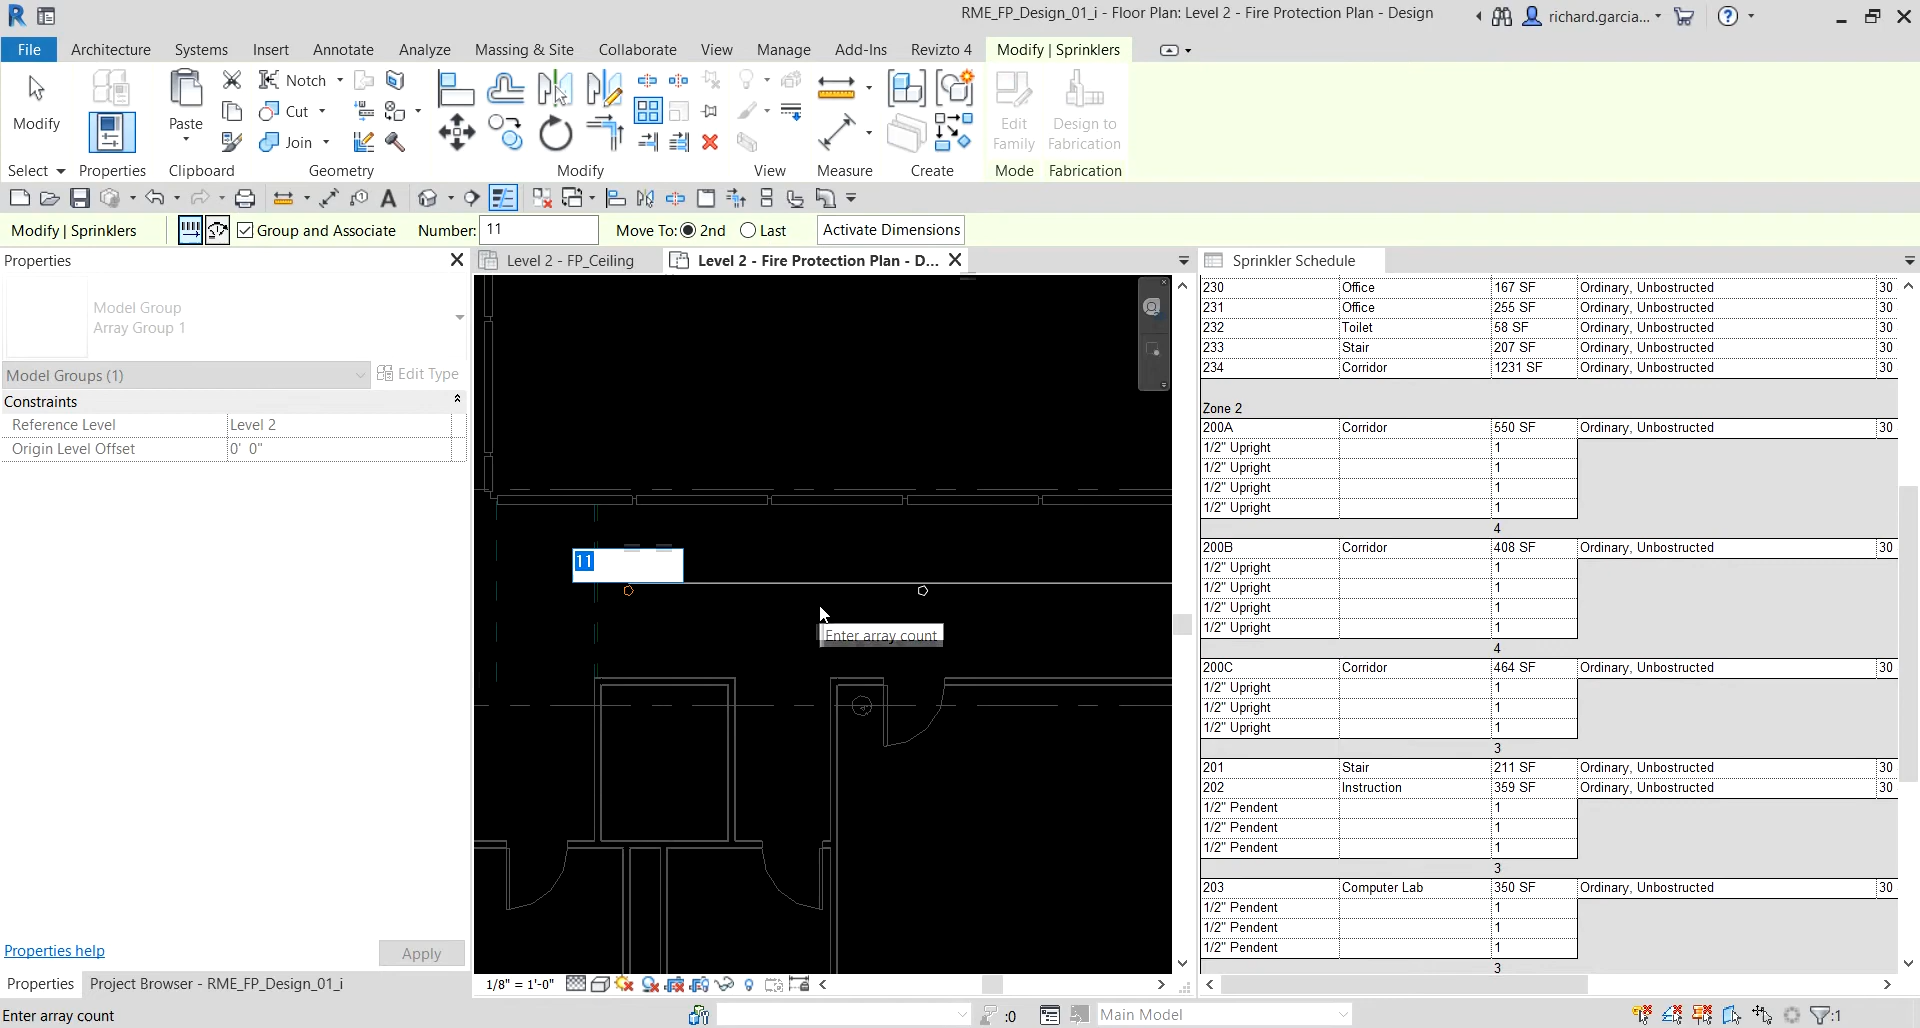 RME_FP_Design_01_i - Floor Plan: Level 2 - Fire Protection Plan - Design
richard.garcia...
File Architecture Systems Insert Annotate Analyze Massing & Site Collaborate View Manage Add-Ins Revizto 4 Modify | Sprinklers
Modify
Paste
Notch
Cut
Join
Edit
Family
Design to
Fabrication
Select Properties Clipboard Geometry Modify View Measure Create Mode Fabrication
Modify | Sprinklers Group and Associate Number: 11 Move To: 2nd Last Activate Dimensions
Properties
Level 2 - FP_Ceiling
Level 2 - Fire Protection Plan - D...
Sprinkler Schedule
Model Group
Array Group 1
Model Groups (1)
Edit Type
Constraints
Reference Level Level 2
Origin Level Offset 0' 0"
Properties help
Apply
Properties
Project Browser - RME_FP_Design_01_i
11
Enter array count
1/8" = 1'-0"
230 Office 167 SF Ordinary, Unbostructed 30
231 Office 255 SF Ordinary, Unbostructed 30
232 Toilet 58 SF Ordinary, Unbostructed 30
233 Stair 207 SF Ordinary, Unbostructed 30
234 Corridor 1231 SF Ordinary, Unbostructed 30
Zone 2
200A Corridor 550 SF Ordinary, Unbostructed 30
1/2" Upright 1
1/2" Upright 1
1/2" Upright 1
1/2" Upright 1
4
200B Corridor 408 SF Ordinary, Unbostructed 30
1/2" Upright 1
1/2" Upright 1
1/2" Upright 1
1/2" Upright 1
4
200C Corridor 464 SF Ordinary, Unbostructed 30
1/2" Upright 1
1/2" Upright 1
1/2" Upright 1
3
201 Stair 211 SF Ordinary, Unbostructed 30
202 Instruction 359 SF Ordinary, Unbostructed 30
1/2" Pendent 1
1/2" Pendent 1
1/2" Pendent 1
3
203 Computer Lab 350 SF Ordinary, Unbostructed 30
1/2" Pendent 1
1/2" Pendent 1
1/2" Pendent 1
3
Enter array count
:0
Main Model
:1